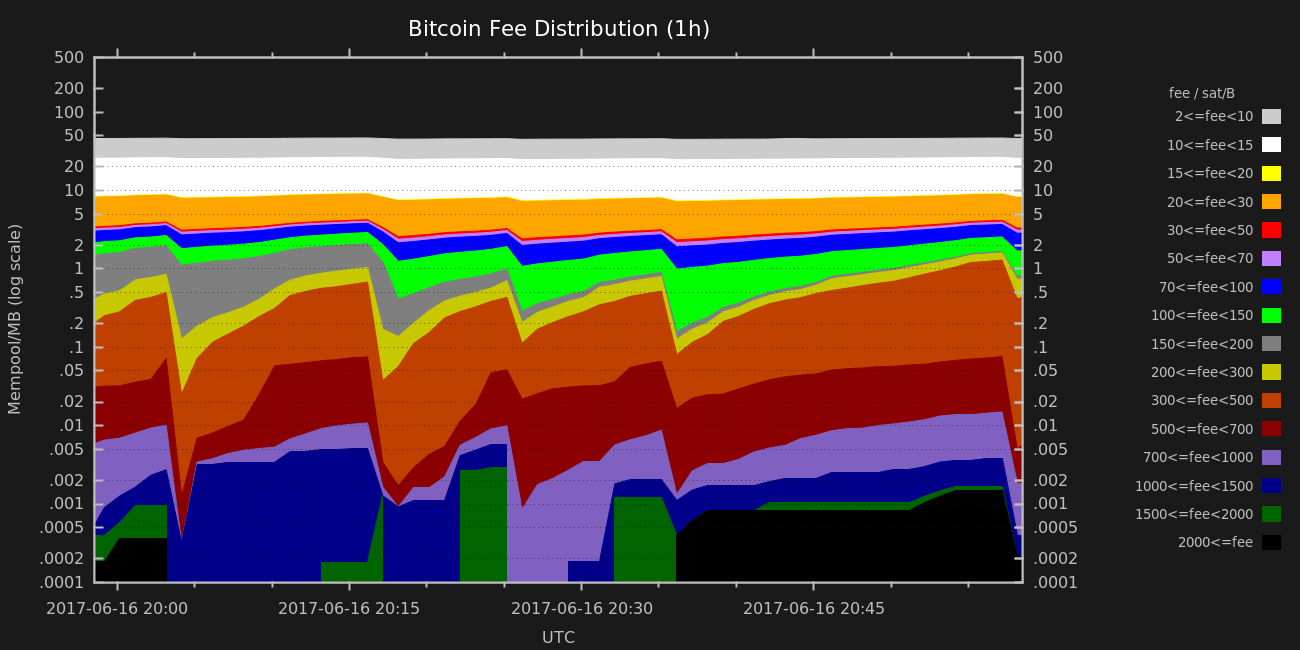 Bitcoin Fee Distribution (1h)
Mempool/MB (log scale)
500
200
100
50
20
10
5
2
1
.5
.2
.1
.05
.02
.01
.005
.002
.001
.0005
.0002
.0001
500
200
100
50
20
10
5
2
1
.5
.2
.1
.05
.02
.01
.005
.002
.001
.0005
.0002
.0001
2017-06-16 20:00 2017-06-16 20:15 2017-06-16 20:30 2017-06-16 20:45
UTC
fee / sat/B
2<=fee<10
10<=fee<15
15<=fee<20
20<=fee<30
30<=fee<50
50<=fee<70
70<=fee<100
100<=fee<150
150<=fee<200
200<=fee<300
300<=fee<500
500<=fee<700
700<=fee<1000
1000<=fee<1500
1500<=fee<2000
2000<=fee